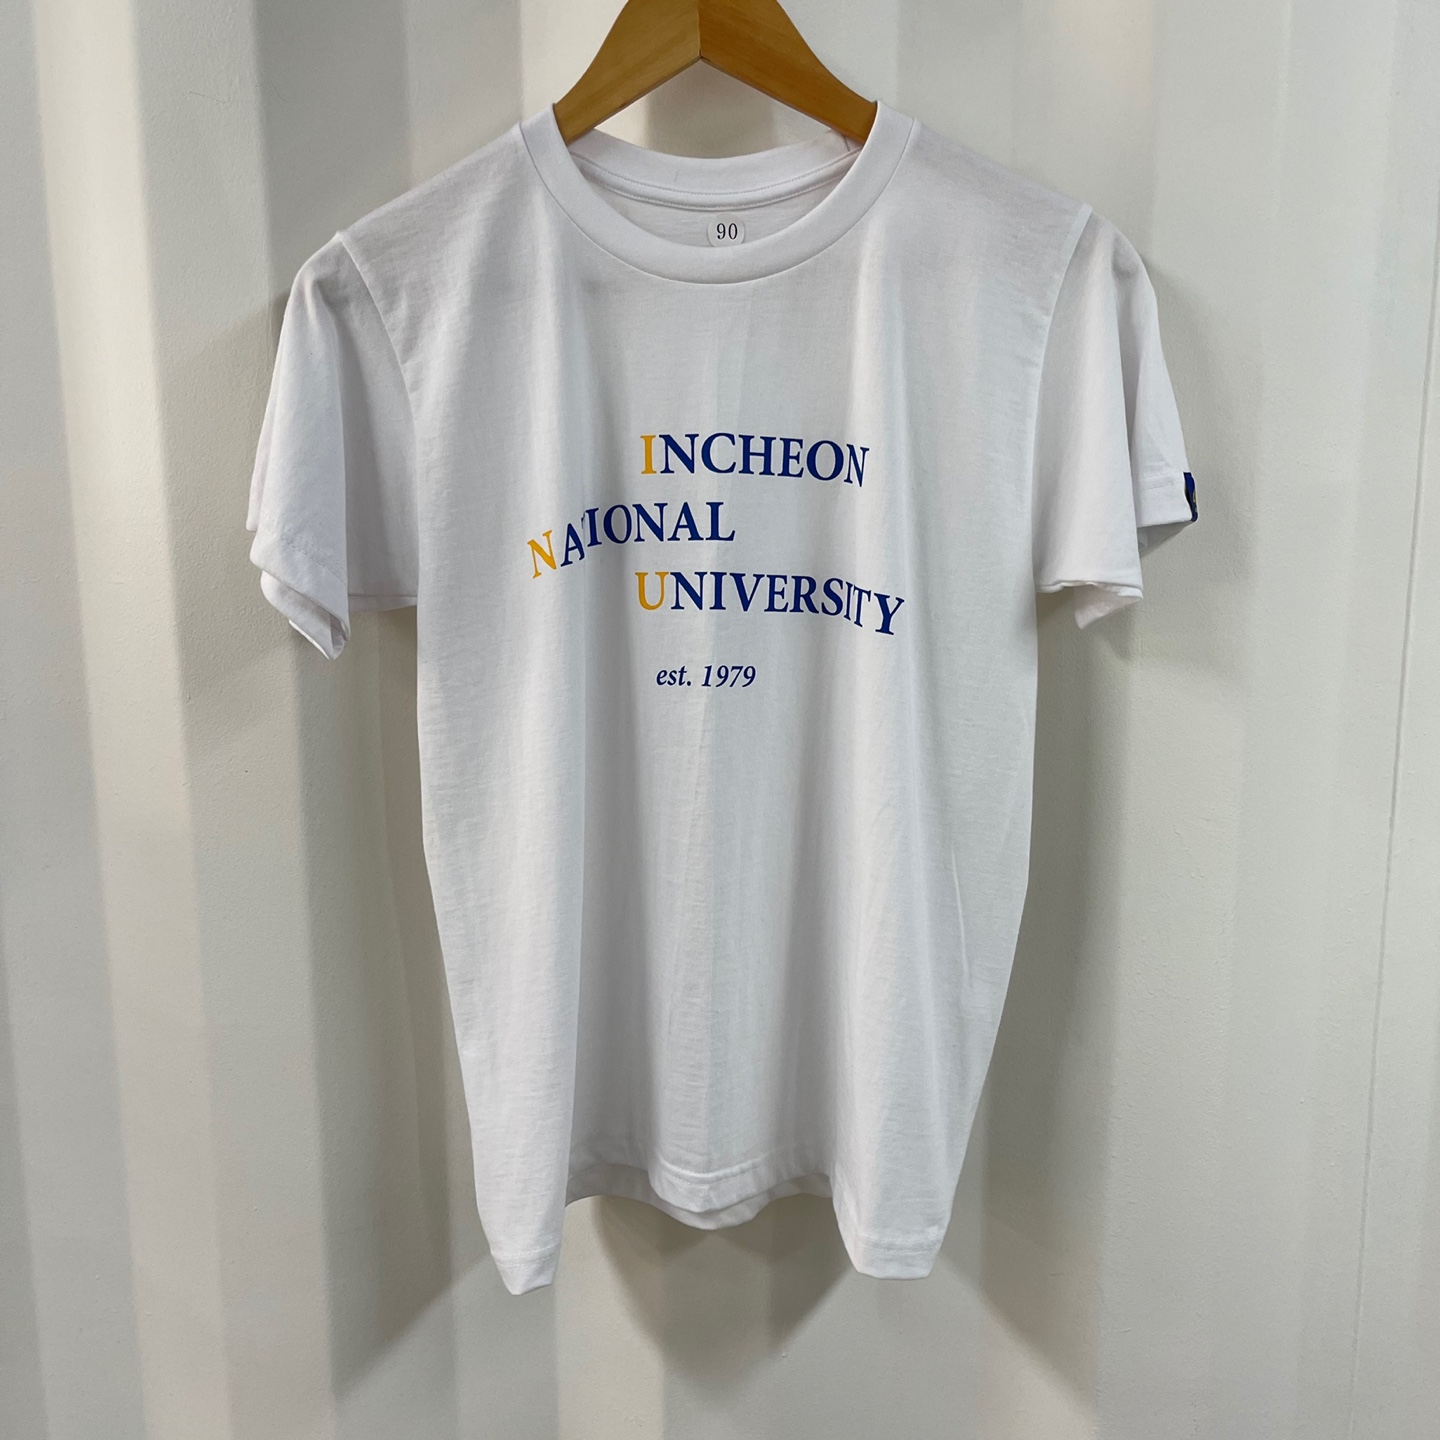 90
INCHEON
NATIONAL
UNIVERSITY
est. 1979